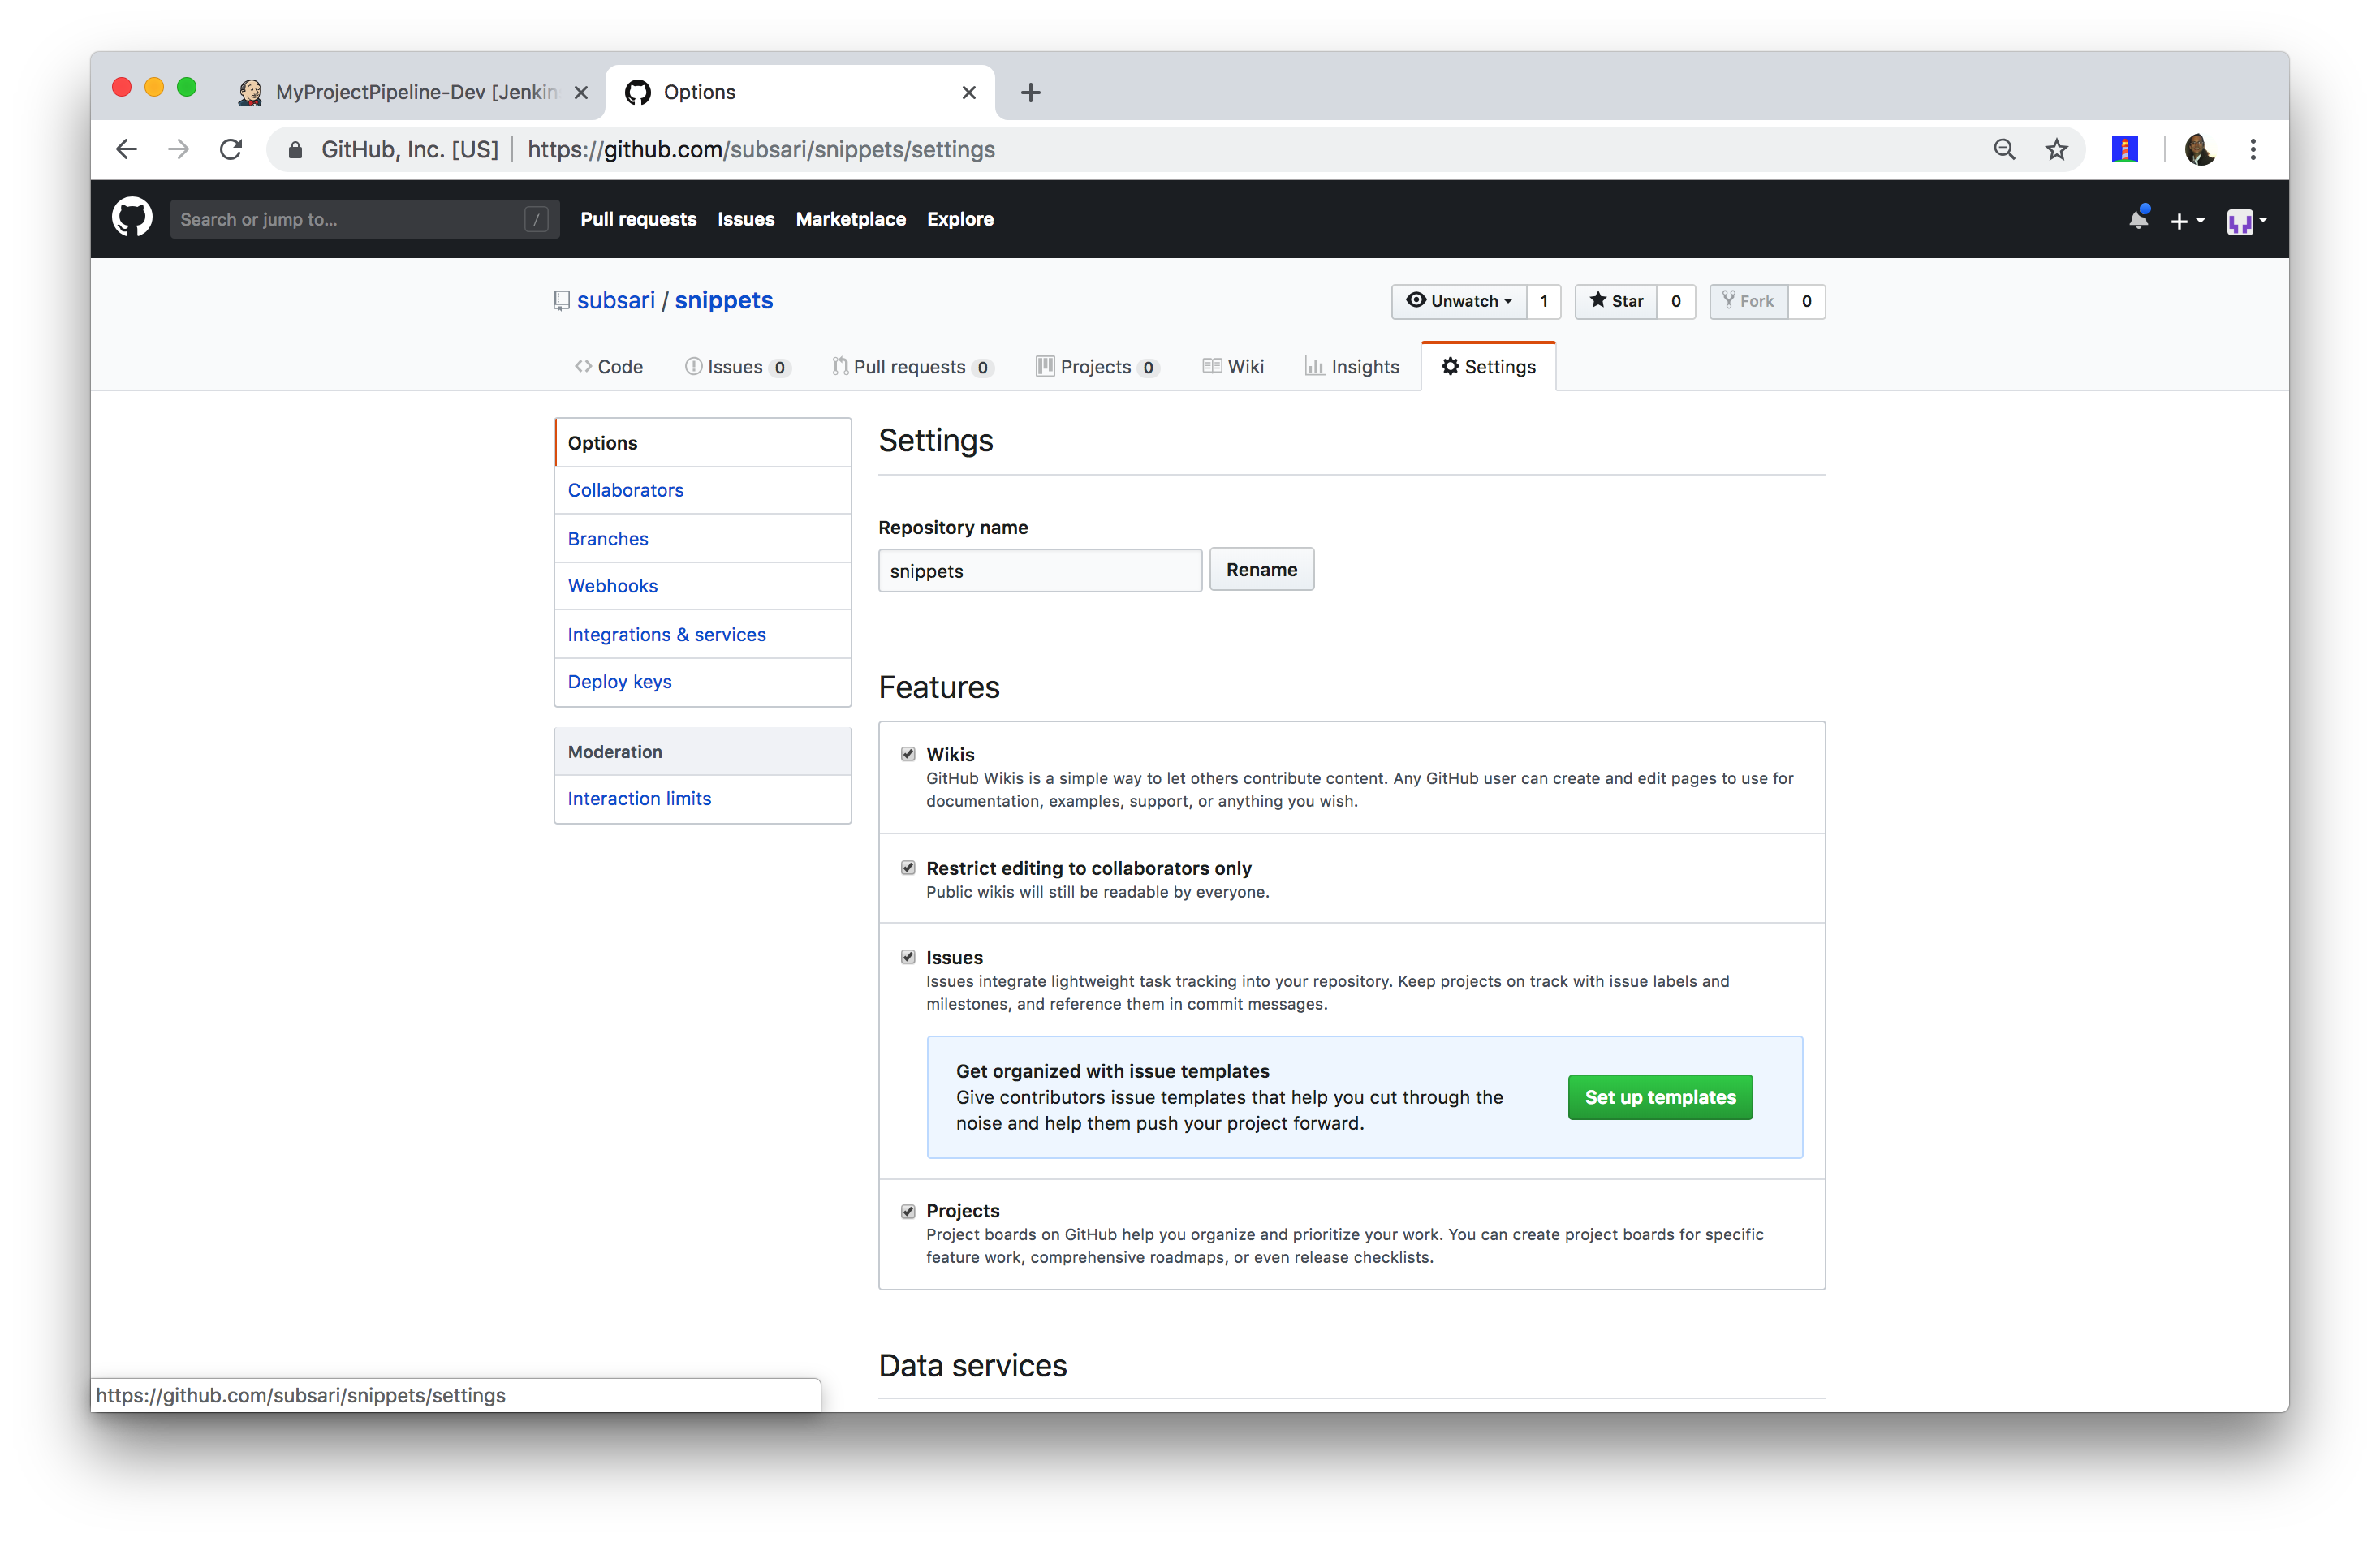 MyProjectPipeline-Dev [Jenkin
Options
GitHub, Inc. [US] https://github.com/subsari/snippets/settings
Search or jump to... / Pull requests Issues Marketplace Explore
subsari / snippets Unwatch 1 Star 0 Fork 0
Code Issues 0 Pull requests 0 Projects 0 Wiki Insights Settings
Options
Collaborators
Branches
Webhooks
Integrations & services
Deploy keys
Moderation
Interaction limits
Settings
Repository name
snippets Rename
Features
Wikis
GitHub Wikis is a simple way to let others contribute content. Any GitHub user can create and edit pages to use for
documentation, examples, support, or anything you wish.
Restrict editing to collaborators only
Public wikis will still be readable by everyone.
Issues
Issues integrate lightweight task tracking into your repository. Keep projects on track with issue labels and
milestones, and reference them in commit messages.
Get organized with issue templates
Give contributors issue templates that help you cut through the
noise and help them push your project forward.
Set up templates
Projects
Project boards on GitHub help you organize and prioritize your work. You can create project boards for specific
feature work, comprehensive roadmaps, or even release checklists.
Data services
https://github.com/subsari/snippets/settings